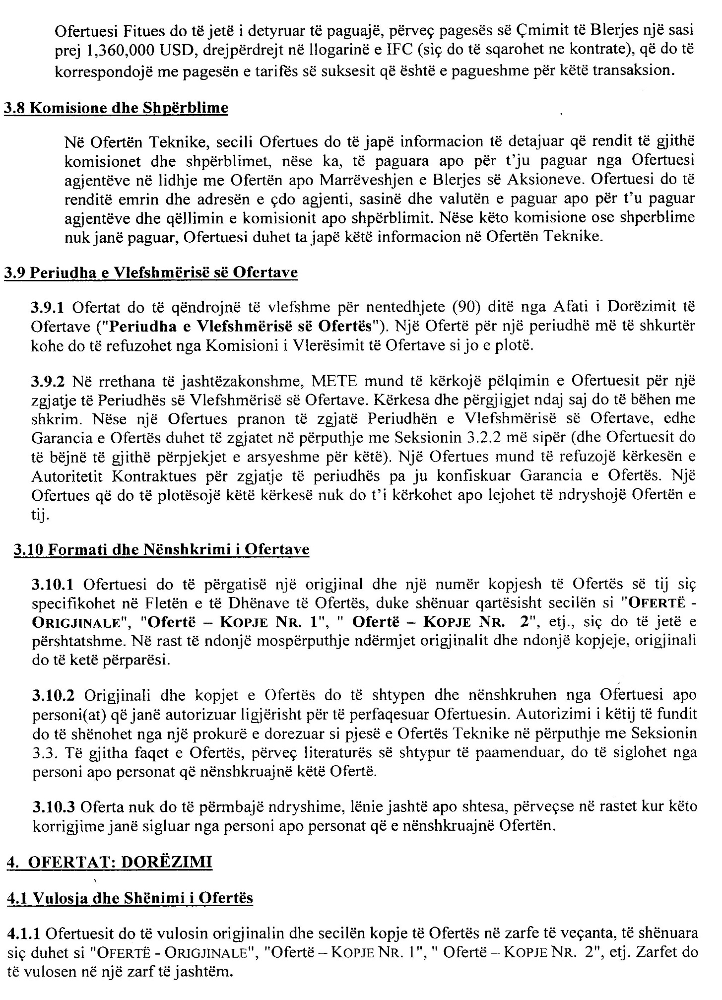 Ofertuesi Fitues do të jetë i detyruar të paguajë, përveç pagesës së Çmimit të Blerjes një sasi
prej 1,360,000 USD, drejpërdrejt në llogarinë e IFC (siç do të sqarohet ne kontrate), që do të
korrespondojë me pagesën e tarifës së suksesit që është e pagueshme për këtë transaksion.
3.8 Komisione dhe Shpërblime
Në Ofertën Teknike, secili Ofertues do të japë informacion të detajuar që rendit të gjithë
komisionet dhe shpërblimet, nëse ka, të paguara apo për t'ju paguar nga Ofertuesi
agjentëve në lidhje me Ofertën apo Marrëveshjen e Blerjes së Aksioneve. Ofertuesi do të
renditë emrin dhe adresën e çdo agjenti, sasinë dhe valutën e paguar apo për t'u paguar
agjentëve dhe qëllimin e komisionit apo shpërblimit. Nëse këto komisione ose shperblime
nuk janë paguar, Ofertuesi duhet ta japë këtë informacion në Ofertën Teknike.
3.9 Periudha e Vlefshmërisë së Ofertave
3.9.1 Ofertat do të qëndrojnë të vlefshme për nentedhjete (90) ditë nga Afati i Dorëzimit të
Ofertave ("Periudha e Vlefshmërisë së Ofertës"). Një Ofertë për një periudhë më të shkurtër
kohe do të refuzohet nga Komisioni i Vlerësimit të Ofertave si jo e plotë.
3.9.2 Në rrethana të jashtëzakonshme, METE mund të kërkojë pëlqimin e Ofertuesit për një
zgjatje të Periudhës së Vlefshmërisë së Ofertave. Kërkesa dhe përgjigjet ndaj saj do të bëhen me
shkrim. Nëse një Ofertues pranon të zgjatë Periudhën e Vlefshmërisë së Ofertave, edhe
Garancia e Ofertës duhet të zgjatet në përputhje me Seksionin 3.2.2 më sipër (dhe Ofertuesit do
të bëjnë të gjithë përpjekjet e arsyeshme për këtë). Një Ofertues mund të refuzojë kërkesën e
Autoritetit Kontraktues për zgjatje të periudhës pa ju konfiskuar Garancia e Ofertës. Një
Ofertues që do të plotësojë këtë kërkesë nuk do t'i kërkohet apo lejohet të ndryshojë Ofertën e
tij.
3.10 Formati dhe Nënshkrimi i Ofertave
3.10.1 Ofertuesi do të përgatisë një origjinal dhe një numër kopjesh të Ofertës së tij siç
specifikohet në Fletën e të Dhënave të Ofertës, duke shënuar qartësisht secilën si "OFERTË -
ORIGJINALE", "Ofertë – KOPJE NR. 1", " Ofertë – KOPJE NR. 2", etj., siç do të jetë e
përshtatshme. Në rast të ndonjë mospërputhje ndërmjet origjinalit dhe ndonjë kopjeje, origjinali
do të ketë përparësi.
3.10.2 Origjinali dhe kopjet e Ofertës do të shtypen dhe nënshkruhen nga Ofertuesi apo
personi(at) që janë autorizuar ligjërisht për të perfaqesuar Ofertuesin. Autorizimi i këtij të fundit
do të shënohet nga një prokurë e dorezuar si pjesë e Ofertës Teknike në përputhje me Seksionin
3.3. Të gjitha faqet e Ofertës, përveç literaturës së shtypur të paamenduar, do të siglohet nga
personi apo personat që nënshkruajnë këtë Ofertë.
3.10.3 Oferta nuk do të përmbajë ndryshime, lënie jashtë apo shtesa, përveçse në rastet kur këto
korrigjime janë sigluar nga personi apo personat që e nënshkruajnë Ofertën.
4. OFERTAT: DORËZIMI
4.1 Vulosja dhe Shënimi i Ofertës
4.1.1 Ofertuesit do të vulosin origjinalin dhe secilën kopje të Ofertës në zarfe të veçanta, të shënuara
siç duhet si "OFERTË - ORIGJINALE", "Ofertë – KOPJE NR. 1", " Ofertë – KOPJE NR. 2", etj. Zarfet do
të vulosen në një zarf të jashtëm.